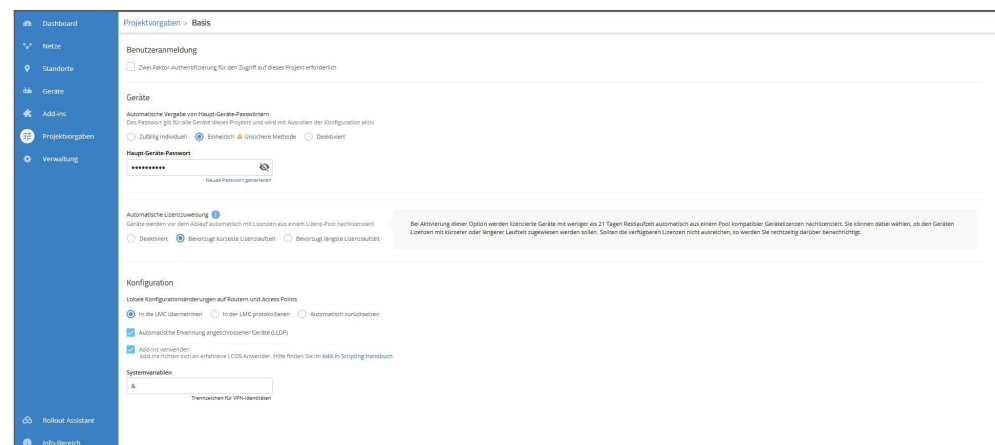 Dashboard
Netze
Standorte
Geräte
Add-ins
Projektvorgaben
Verwaltung
Rollout Assistant
Info-Bereich
Projektvorgaben > Basis
Benutzeranmeldung
Zwei-Faktor-Authentifizierung für den Zugriff auf dieses Projekt erforderlich
Geräte
Automatische Vergabe von Haupt-Geräte-Passwörtern
Das Passwort gilt für alle Geräte dieses Projekts und wird mit Ausrollen der Konfiguration aktiv
Zufällig individuell Einheitlich Unsichere Methode Deaktiviert
Haupt-Geräte-Passwort
••••••••••
Neues Passwort generieren
Automatische Lizenzzuweisung i
Geräte werden vor dem Ablauf automatisch mit Lizenzen aus einem Lizenz-Pool nachlizenziert
Deaktiviert Bevorzugt kürzeste Lizenzlaufzeit Bevorzugt längste Lizenzlaufzeit
Bei Aktivierung dieser Option werden lizenzierte Geräte mit weniger als 21 Tagen Restlaufzeit automatisch aus einem Pool kompatibler Gerätelizenzen nachlizenziert. Sie können dabei wählen, ob den Geräten
Lizenzen mit kürzerer oder längerer Laufzeit zugewiesen werden sollen. Sollten die verfügbaren Lizenzen nicht ausreichen, so werden Sie rechtzeitig darüber benachrichtigt.
Konfiguration
Lokale Konfigurationsänderungen auf Routern und Access Points
In die LMC übernehmen In der LMC protokollieren Automatisch zurücksetzen
Automatische Erkennung angeschlossener Geräte (LLDP)
Add-ins verwenden
Add-ins richten sich an erfahrene LCOS Anwender. Hilfe finden Sie im Add-in Scripting Handbuch
Systemvariablen
&
Trennzeichen für VPN-Identitäten